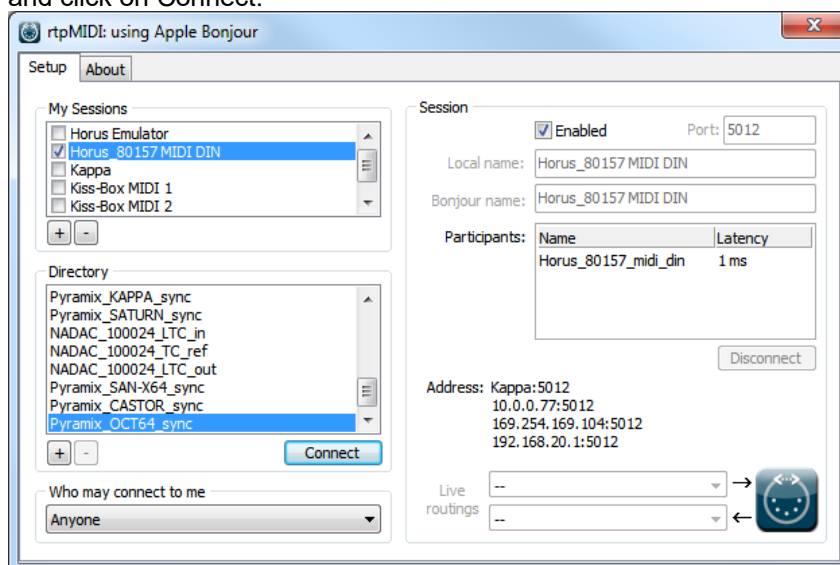 and click on Connect.
rtpMIDI: using Apple Bonjour
Setup About
My Sessions
Horus Emulator
Horus_80157 MIDI DIN
Kappa
Kiss-Box MIDI 1
Kiss-Box MIDI 2
+ -
Directory
Pyramix_KAPPA_sync
Pyramix_SATURN_sync
NADAC_100024_LTC_in
NADAC_100024_TC_ref
NADAC_100024_LTC_out
Pyramix_SAN-X64_sync
Pyramix_CASTOR_sync
Pyramix_OCT64_sync
+ - Connect
Who may connect to me
Anyone
Session
Enabled Port: 5012
Local name: Horus_80157 MIDI DIN
Bonjour name: Horus_80157 MIDI DIN
Participants: Name Latency
Horus_80157_midi_din 1 ms
Disconnect
Address: Kappa:5012
10.0.0.77:5012
169.254.169.104:5012
192.168.20.1:5012
Live routings
--
--